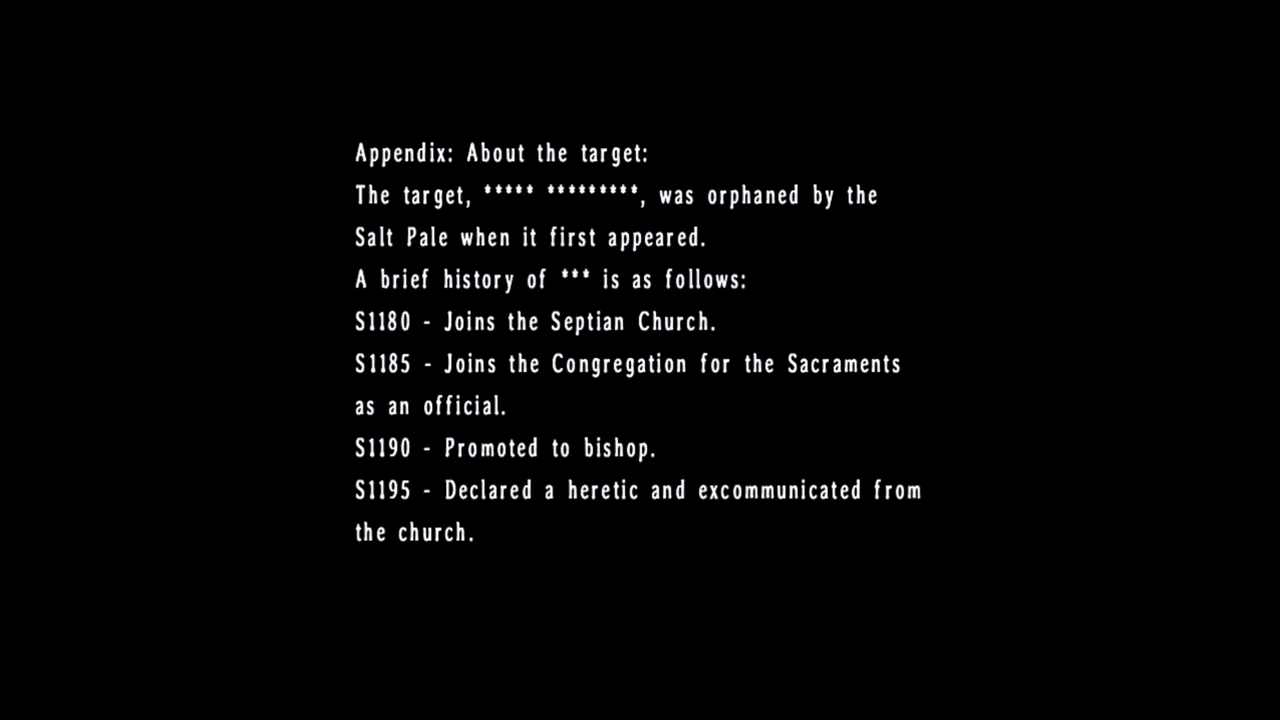 Appendix: About the target:
The target, ***** *********, was orphaned by the
Salt Pale when it first appeared.
A brief history of *** is as follows:
S1180 - Joins the Septian Church.
S1185 - Joins the Congregation for the Sacraments
as an official.
S1190 - Promoted to bishop.
S1195 - Declared a heretic and excommunicated from
the church.